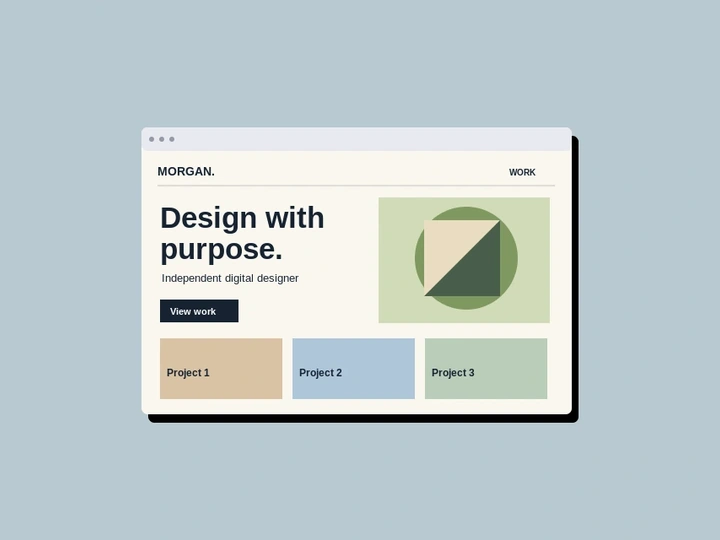 MORGAN.
WORK
Design with
purpose.
Independent digital designer
View work
Project 1
Project 2
Project 3